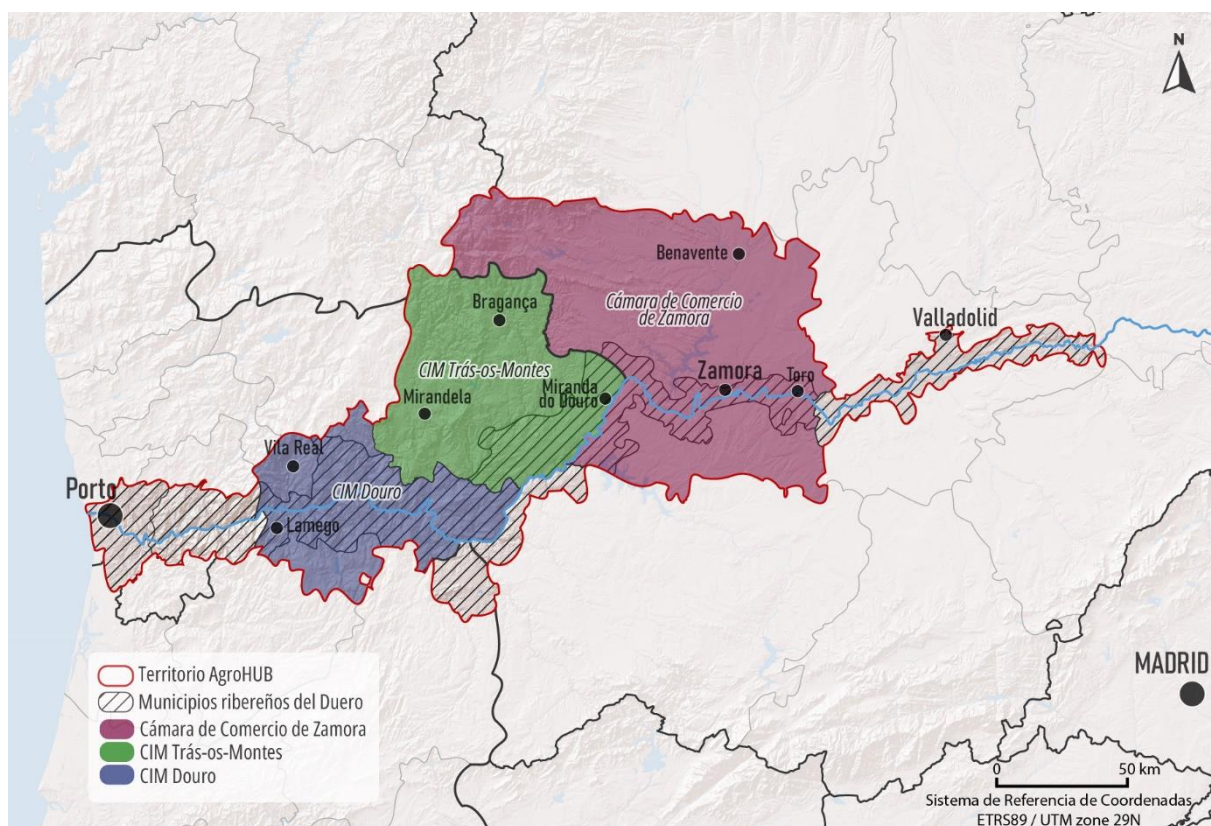 N
Benavente
Bragança
Cámara de Comercio
de Zamora
Valladolid
CIM Trás-os-Montes
Zamora
Toro
Miranda
do Douro
Mirandela
Vila Reál
Porto
CIM Douro
Lamego
MADRID
Territorio AgroHUB
Municipios ribereños del Duero
Cámara de Comercio de Zamora
CIM Trás-os-Montes
CIM Douro
0 50 km
Sistema de Referencia de Coordenadas
ETRS89 / UTM zone 29N